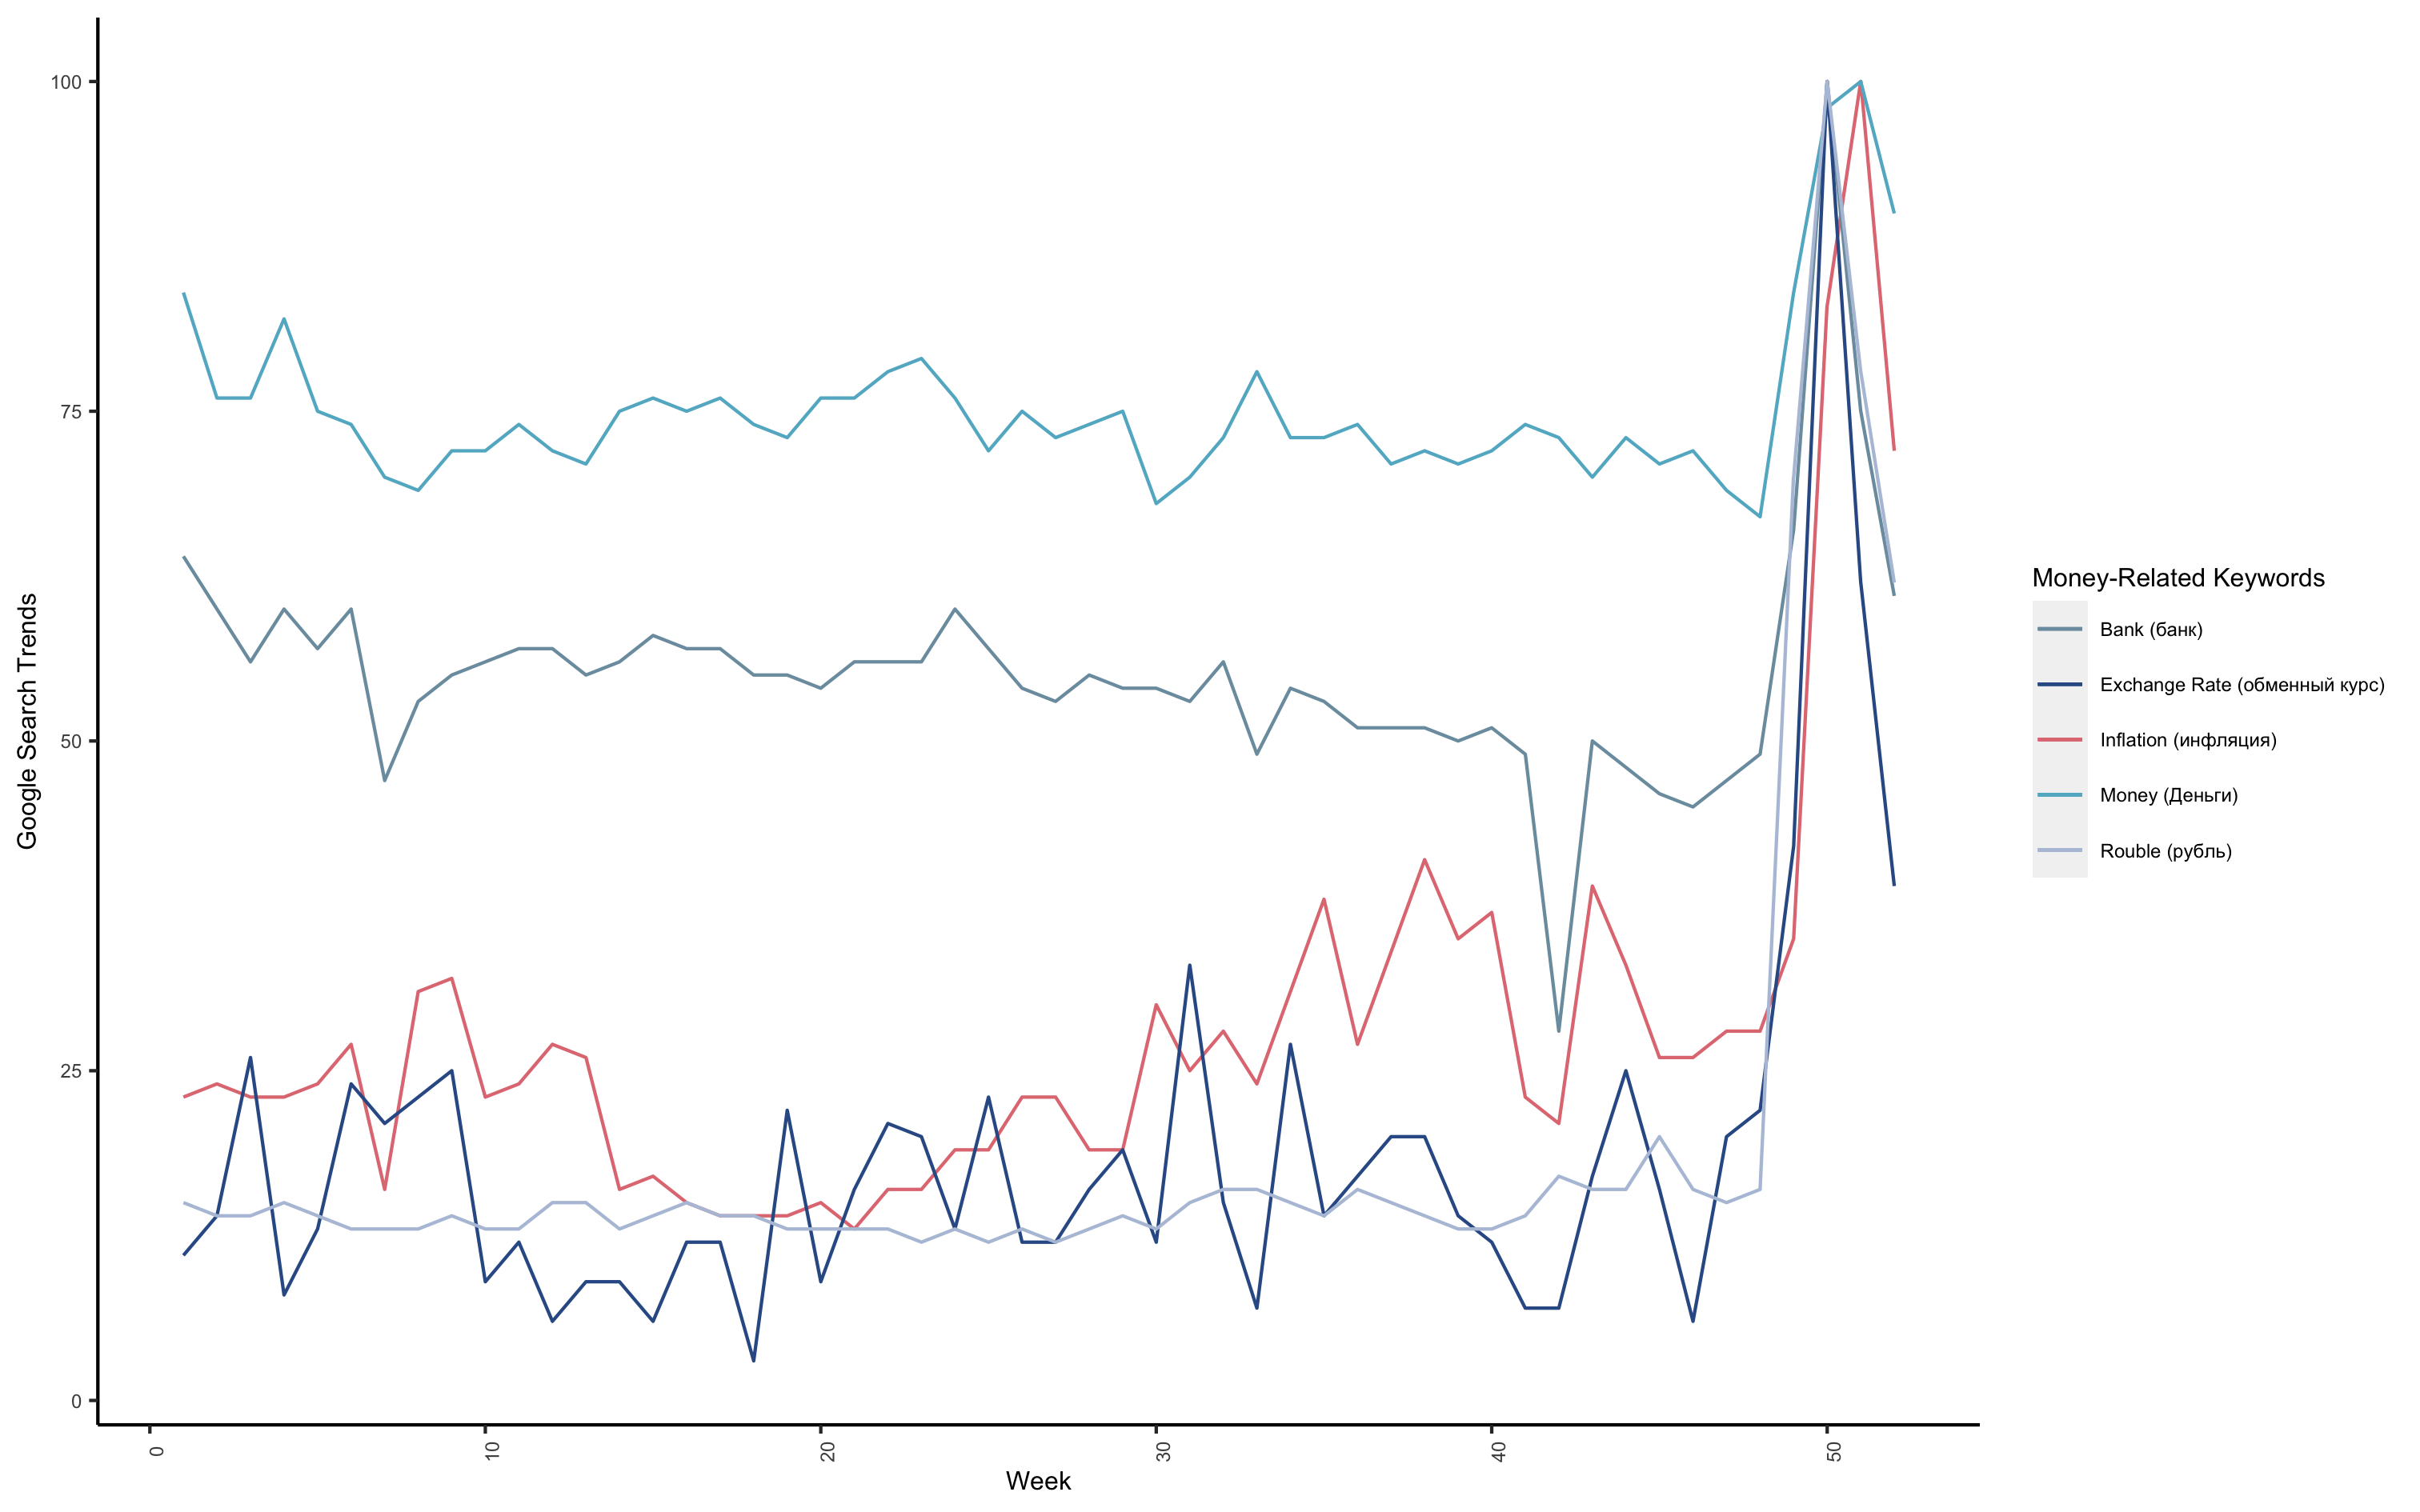 100
75
50
25
0
Google Search Trends
0
10
20
30
40
50
Week
Money-Related Keywords
Bank (банк)
Exchange Rate (обменный курс)
Inflation (инфляция)
Money (Деньги)
Rouble (рубль)